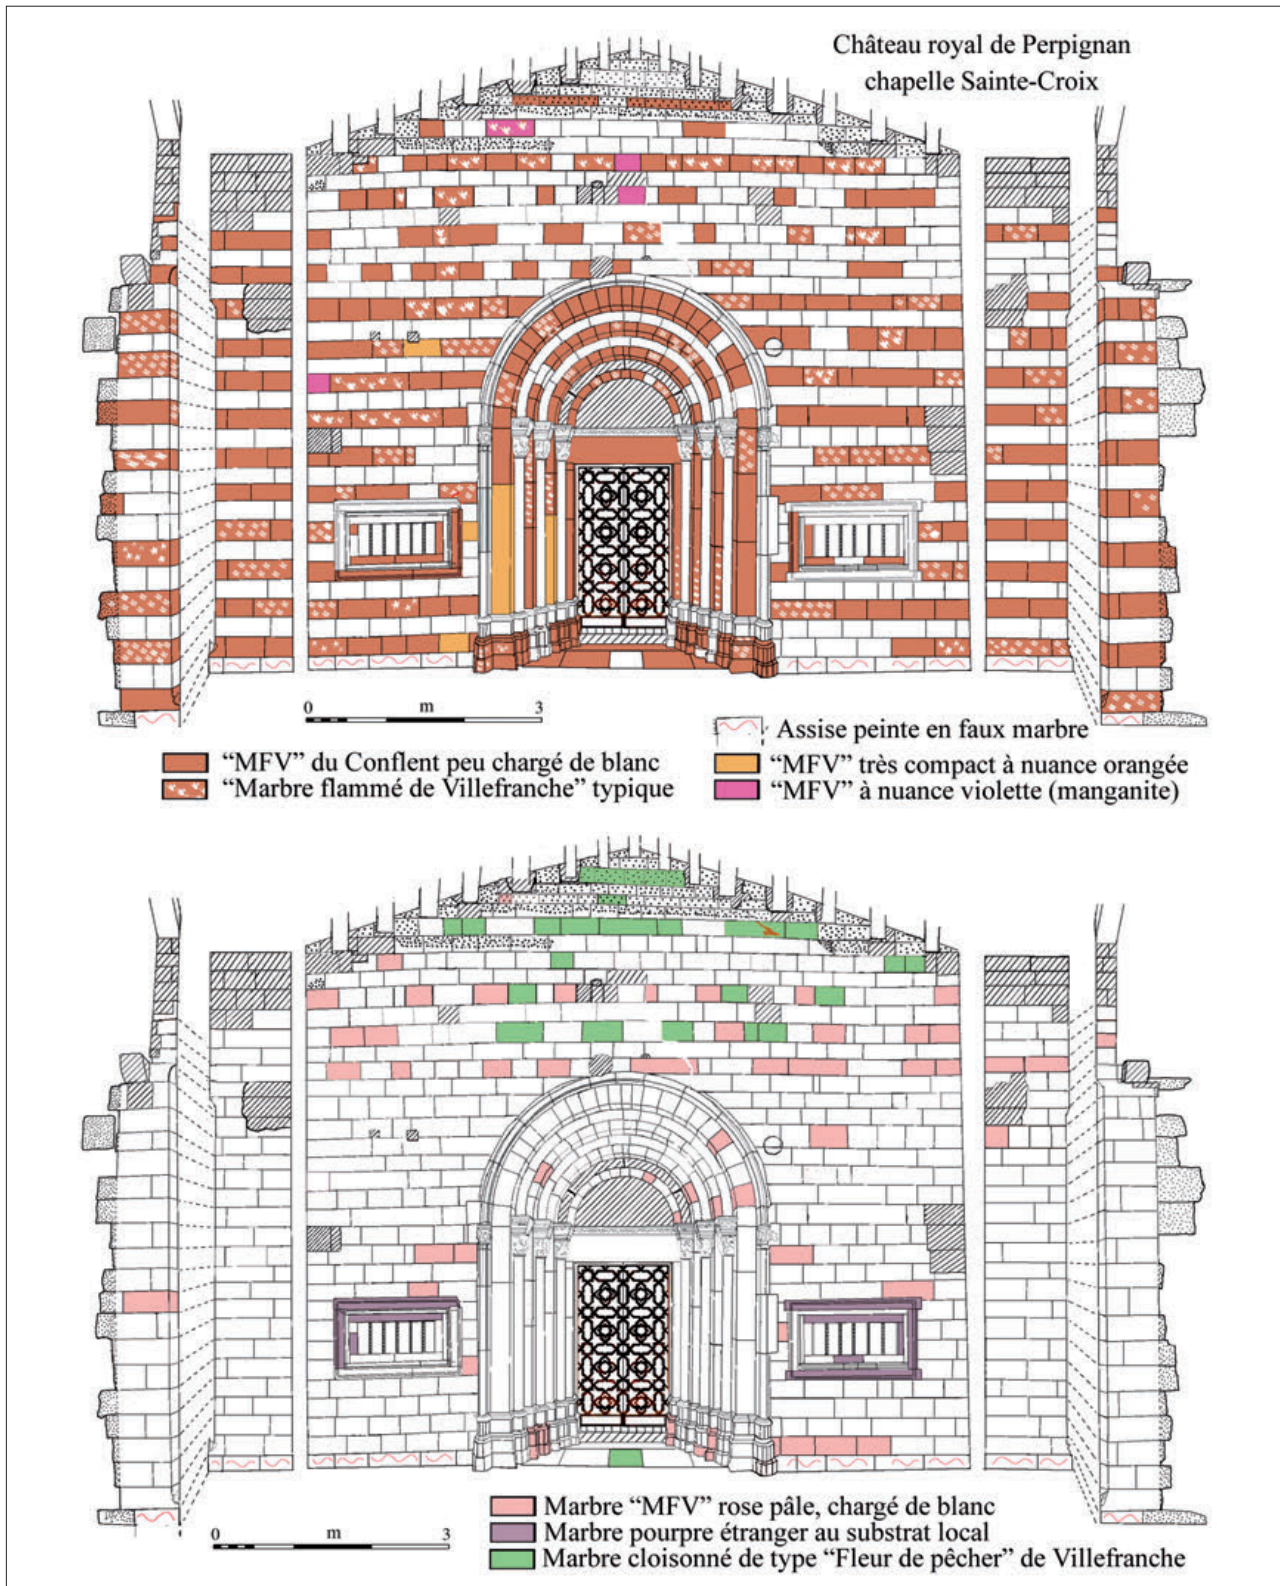 Château royal de Perpignan
chapelle Sainte-Croix
0 m 3
Assise peinte en faux marbre
“MFV” du Conflent peu chargé de blanc
“MFV” très compact à nuance orangée
“Marbre flammé de Villefranche” typique
“MFV” à nuance violette (manganite)
Marbre “MFV” rose pâle, chargé de blanc
0 m 3
Marbre pourpre étranger au substrat local
Marbre cloisonné de type “Fleur de pêcher” de Villefranche